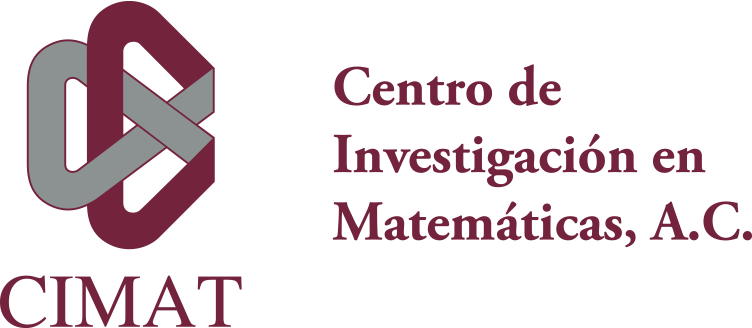 CIMAT
Centro de
Investigación en
Matemáticas, A.C.